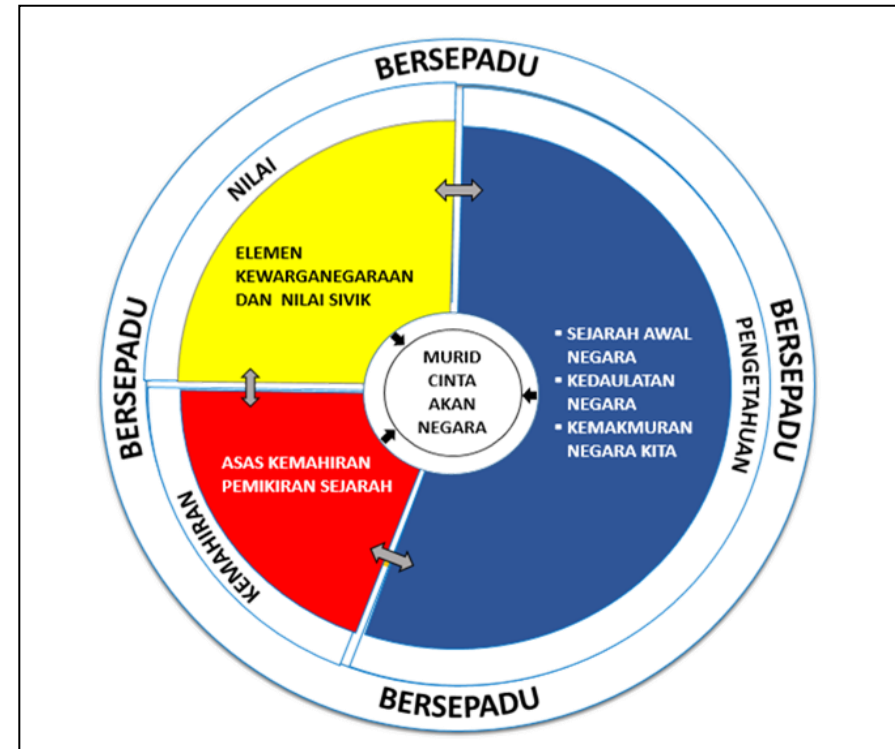 BERSEPADU
NILAI
ELEMEN
KEWARGANEGARAAN
DAN NILAI SIVIK
BERSEPADU
MURID
CINTA
AKAN
NEGARA
▪ SEJARAH AWAL
NEGARA
▪ KEDAULATAN
NEGARA
▪ KEMAKMURAN
NEGARA KITA
PENGETAHUAN
BERSEPADU
ASAS KEMAHIRAN
PEMIKIRAN SEJARAH
KEMAHIRAN
BERSEPADU